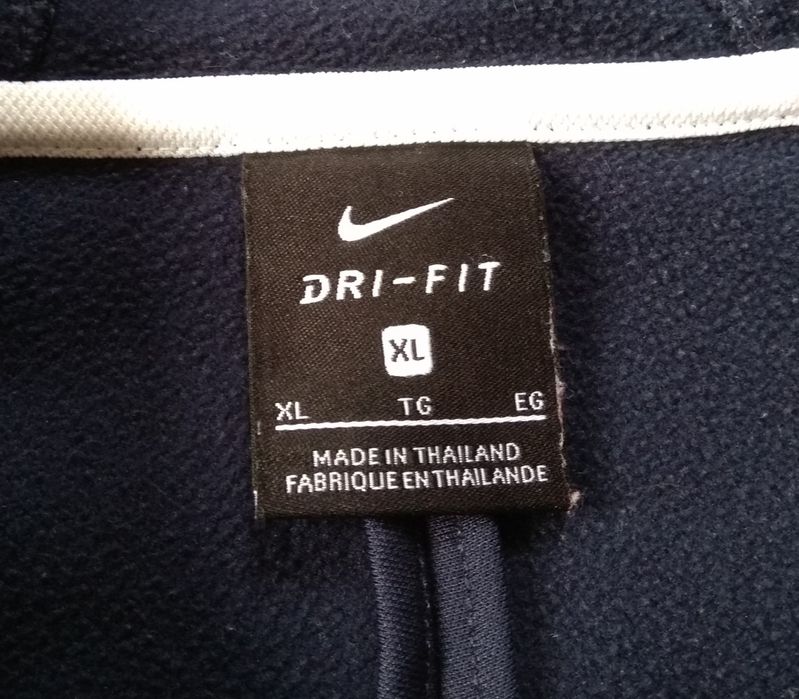 DRI-FIT
XL
XL TG EG
MADE IN THAILAND
FABRIQUE EN THAILANDE